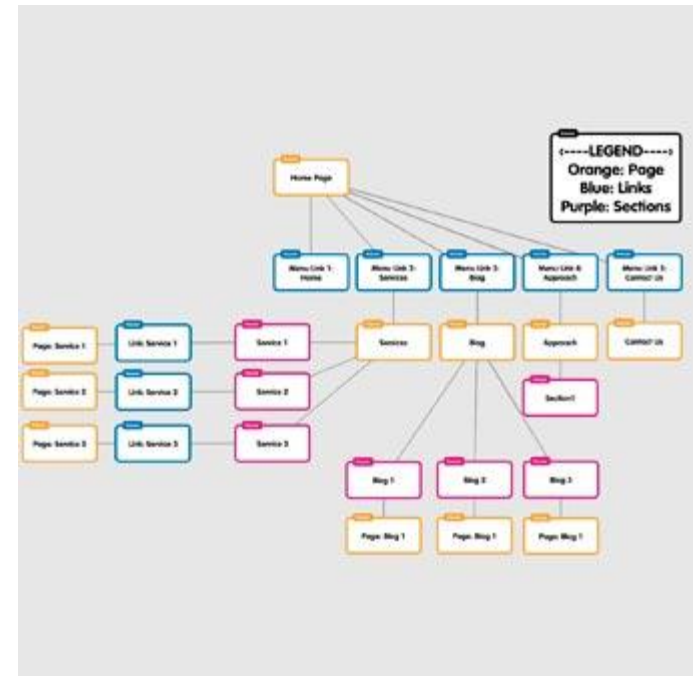 <----LEGEND---->
Orange: Page
Blue: Links
Purple: Sections
Home Page
Menu Link 1:
Home
Menu Link 2:
Services
Menu Link 3:
Blog
Menu Link 4:
Approach
Menu Link 5:
Contact Us
Page: Service 1
Link: Service 1
Service 1
Services
Blog
Approach
Contact Us
Page: Service 2
Link: Service 2
Service 2
Section1
Page: Service 3
Link: Service 3
Service 3
Blog 1
Blog 2
Blog 3
Page: Blog 1
Page: Blog 1
Page: Blog 1